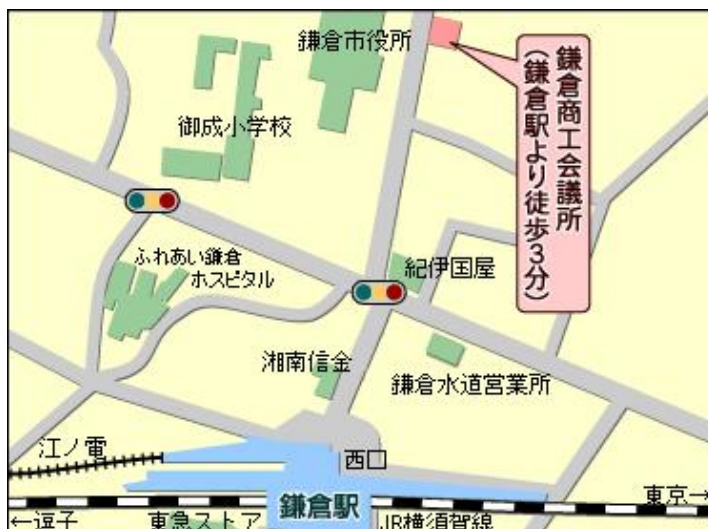 鎌倉市役所
鎌倉商工会議所
(鎌倉駅より徒歩3分)
御成小学校
ふれあい鎌倉
ホスピタル
紀伊国屋
湘南信金
鎌倉水道営業所
江ノ電
西口
東京→
鎌倉駅
←逗子
東急ストア
JR横須賀線